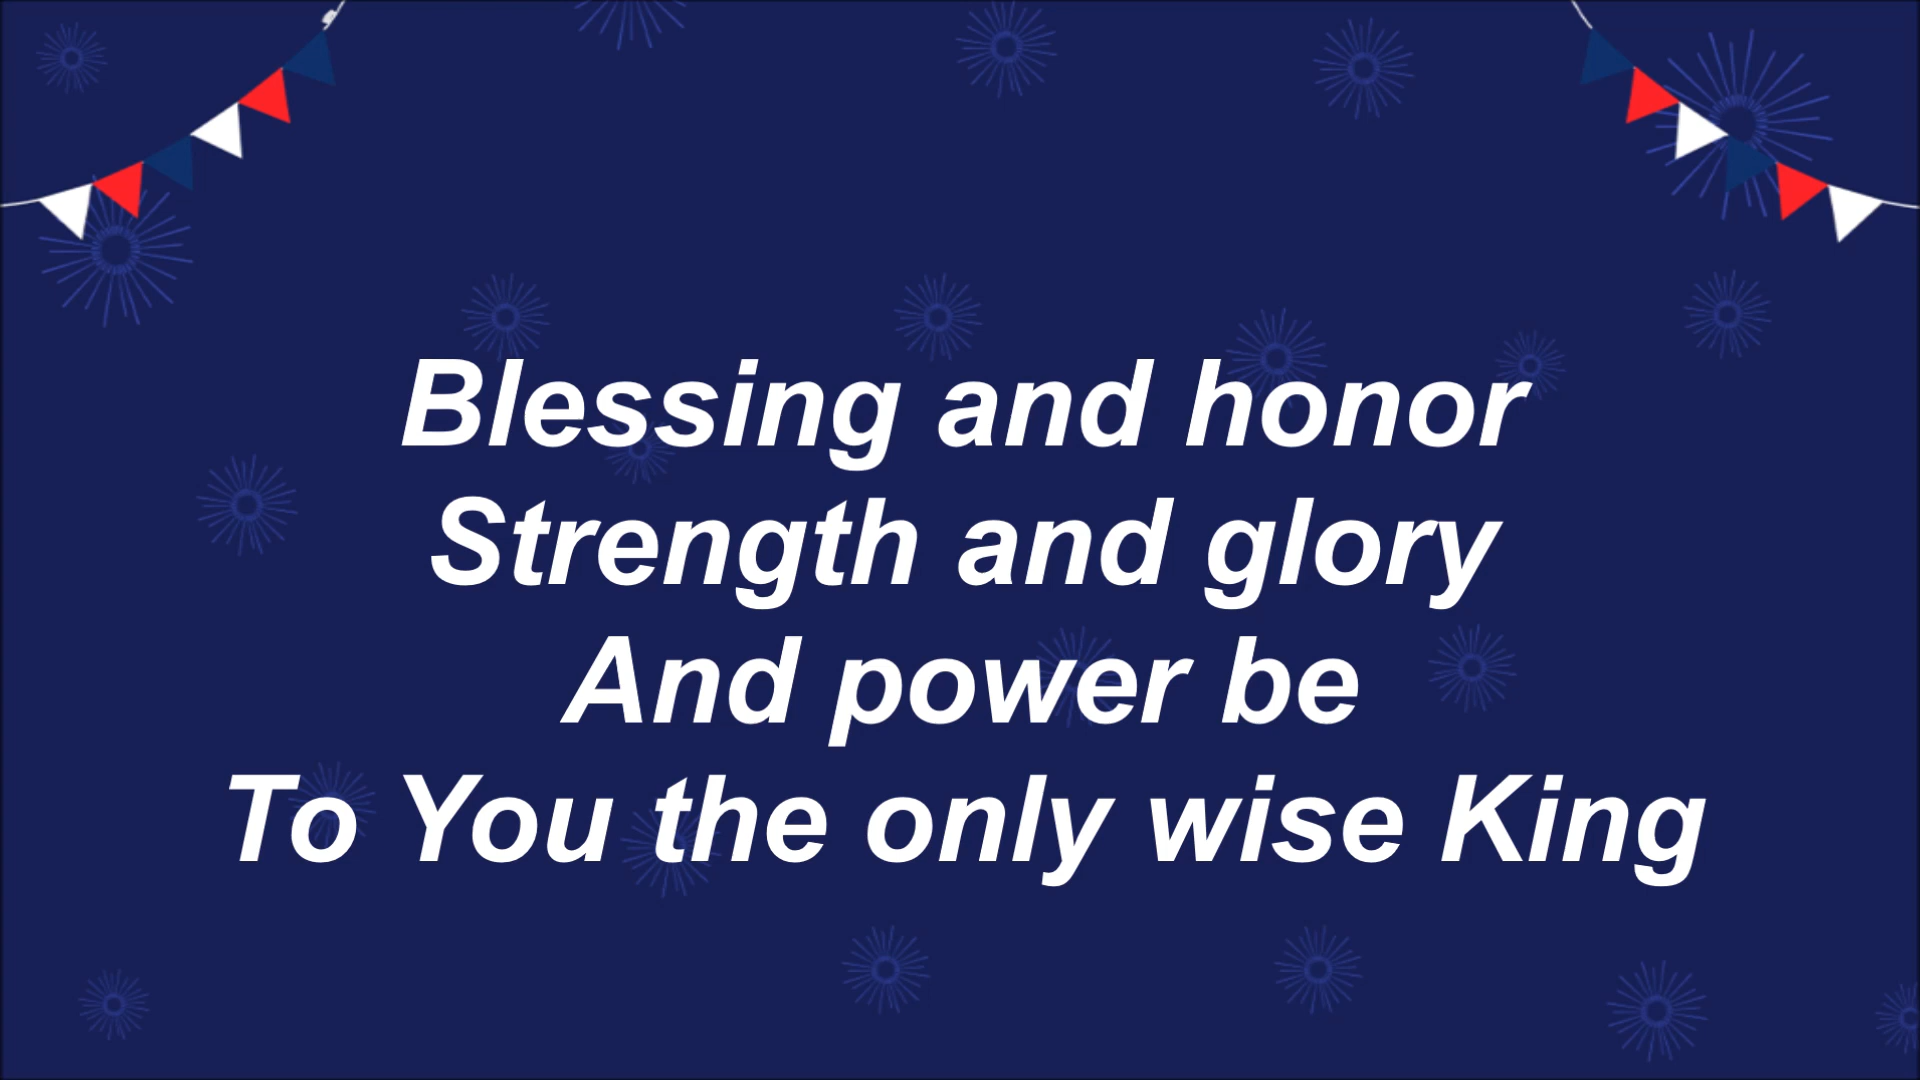 Blessing and honor
Strength and glory
And power be
To You the only wise King